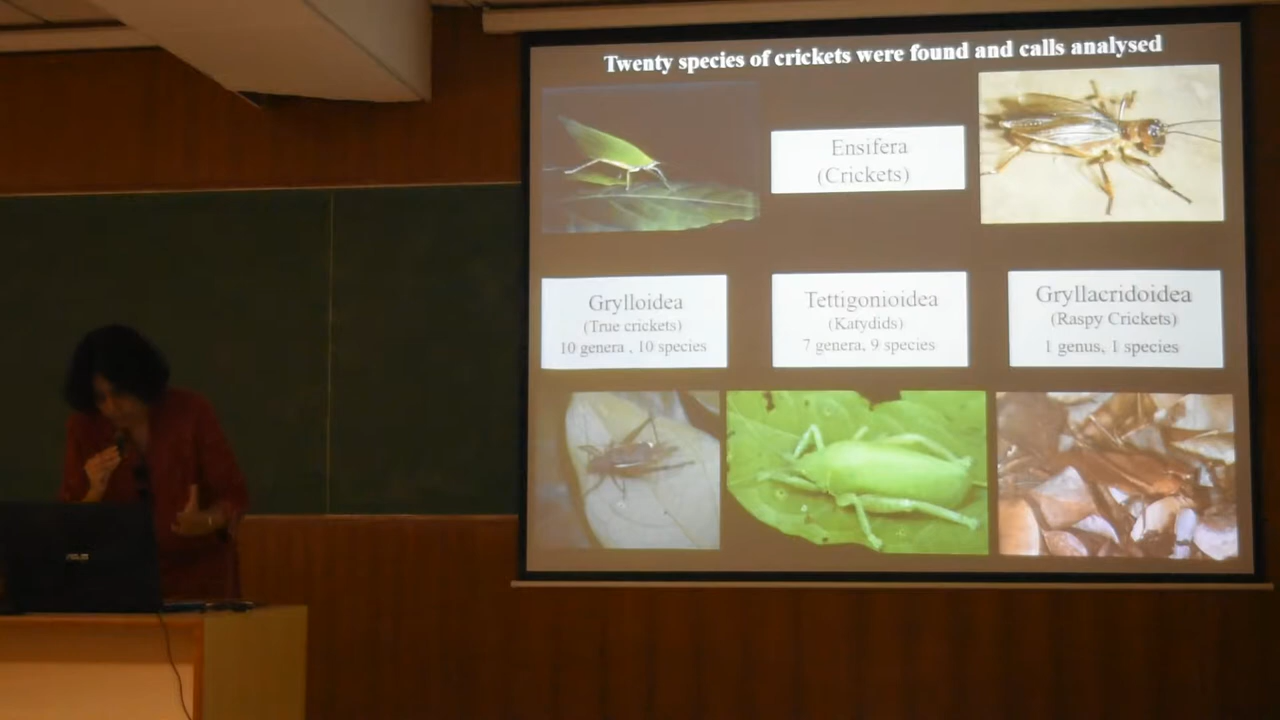 Twenty species of crickets were found and calls analysed
Ensifera
(Crickets)
Grylloidea
(True crickets)
10 genera , 10 species
Tettigonioidea
(Katydids)
7 genera, 9 species
Gryllacridoidea
(Raspy Crickets)
1 genus, 1 species
ASUS